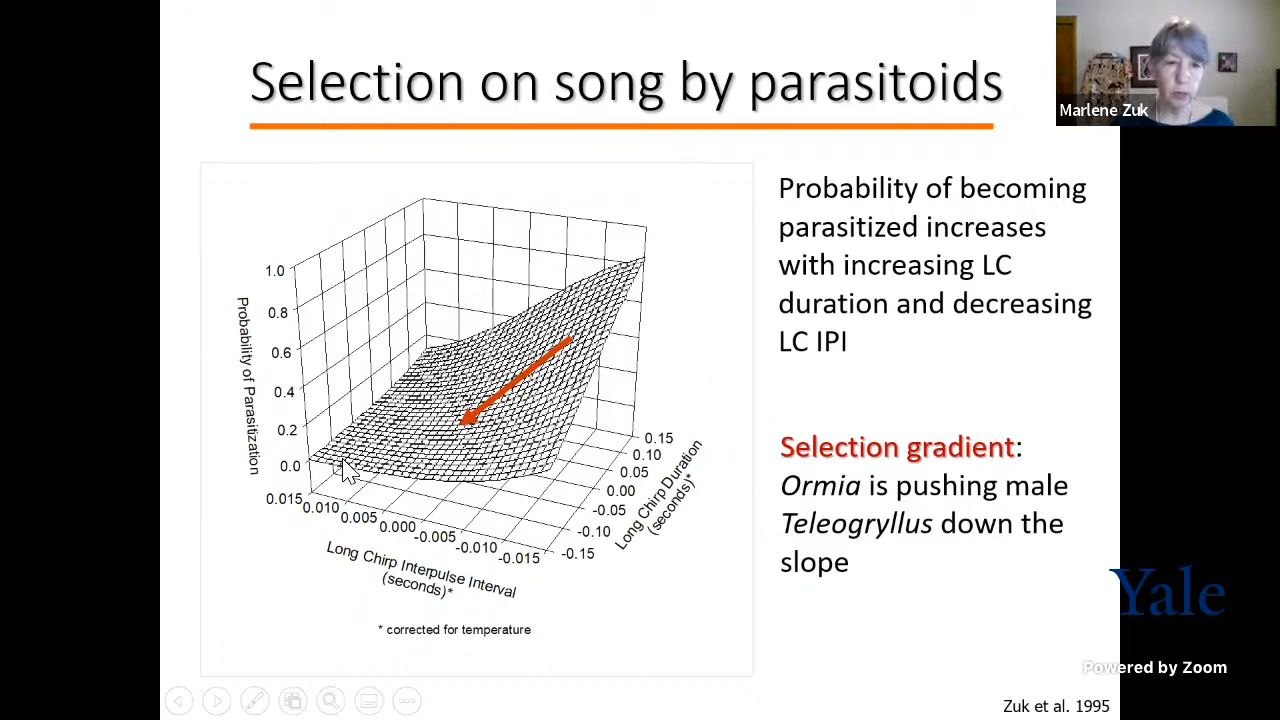 Selection on song by parasitoids
Marlene Zuk
Probability of becoming
parasitized increases
with increasing LC
duration and decreasing
LC IPI
Selection gradient:
Ormia is pushing male
Teleogryllus down the
slope
Probability of Parasitization
1.0
0.8
0.6
0.4
0.2
0.0
0.015
0.010
0.005
0.000
-0.005
-0.010
-0.015
Long Chirp Interpulse Interval
(seconds)*
0.15
0.10
0.05
0.00
-0.05
-0.10
-0.15
Long Chirp Duration
(seconds)*
* corrected for temperature
Yale
Powered by Zoom
Zuk et al. 1995